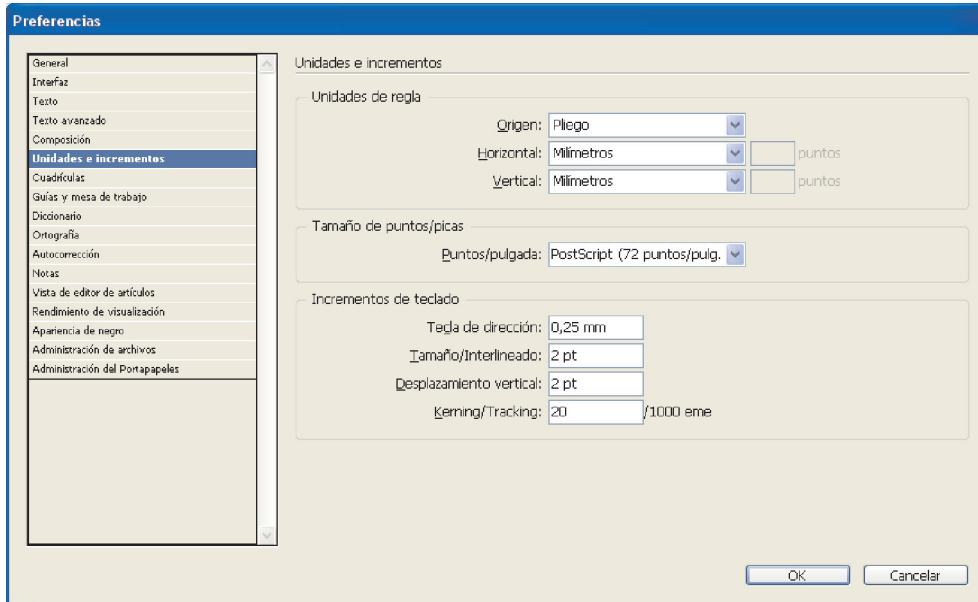 Preferencias
General
Interfaz
Texto
Texto avanzado
Composición
Unidades e incrementos
Cuadrículas
Guías y mesa de trabajo
Diccionario
Ortografía
Autocorrección
Notas
Vista de editor de artículos
Rendimiento de visualización
Apariencia de negro
Administración de archivos
Administración del Portapapeles
Unidades e incrementos
Unidades de regla
Origen: Pliego
Horizontal: Milímetros puntos
Vertical: Milímetros puntos
Tamaño de puntos/picas
Puntos/pulgada: PostScript (72 puntos/pulg.
Incrementos de teclado
Tecla de dirección: 0,25 mm
Tamaño/Interlineado: 2 pt
Desplazamiento vertical: 2 pt
Kerning/Tracking: 20 /1000 eme
OK Cancelar